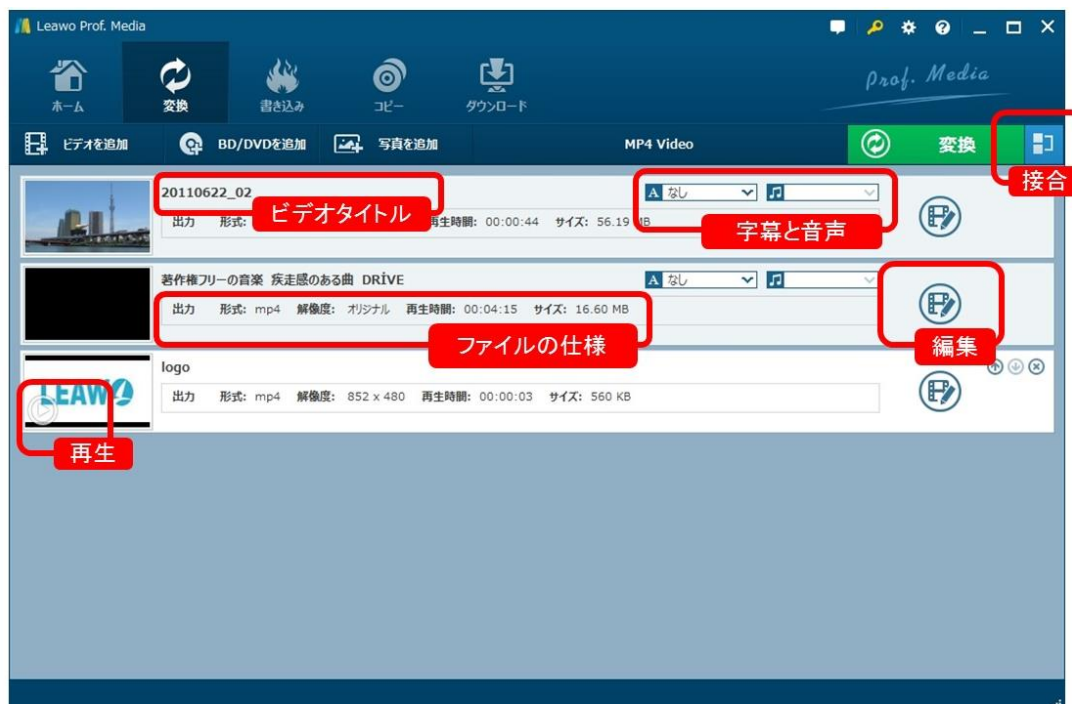 Leawo Prof. Media
ホーム
変換
書き込み
コピー
ダウンロード
Prof. Media
ビデオを追加
BD/DVDを追加
写真を追加
MP4 Video
変換
接合
20110622_02
ビデオタイトル
A なし
字幕と音声
出力 形式: 再生時間: 00:00:44 サイズ: 56.19 MB
著作権フリーの音楽 疾走感のある曲 DRİVE
A なし
出力 形式: mp4 解像度: オリジナル 再生時間: 00:04:15 サイズ: 16.60 MB
ファイルの仕様
編集
logo
LEAWO
出力 形式: mp4 解像度: 852 x 480 再生時間: 00:00:03 サイズ: 560 KB
再生